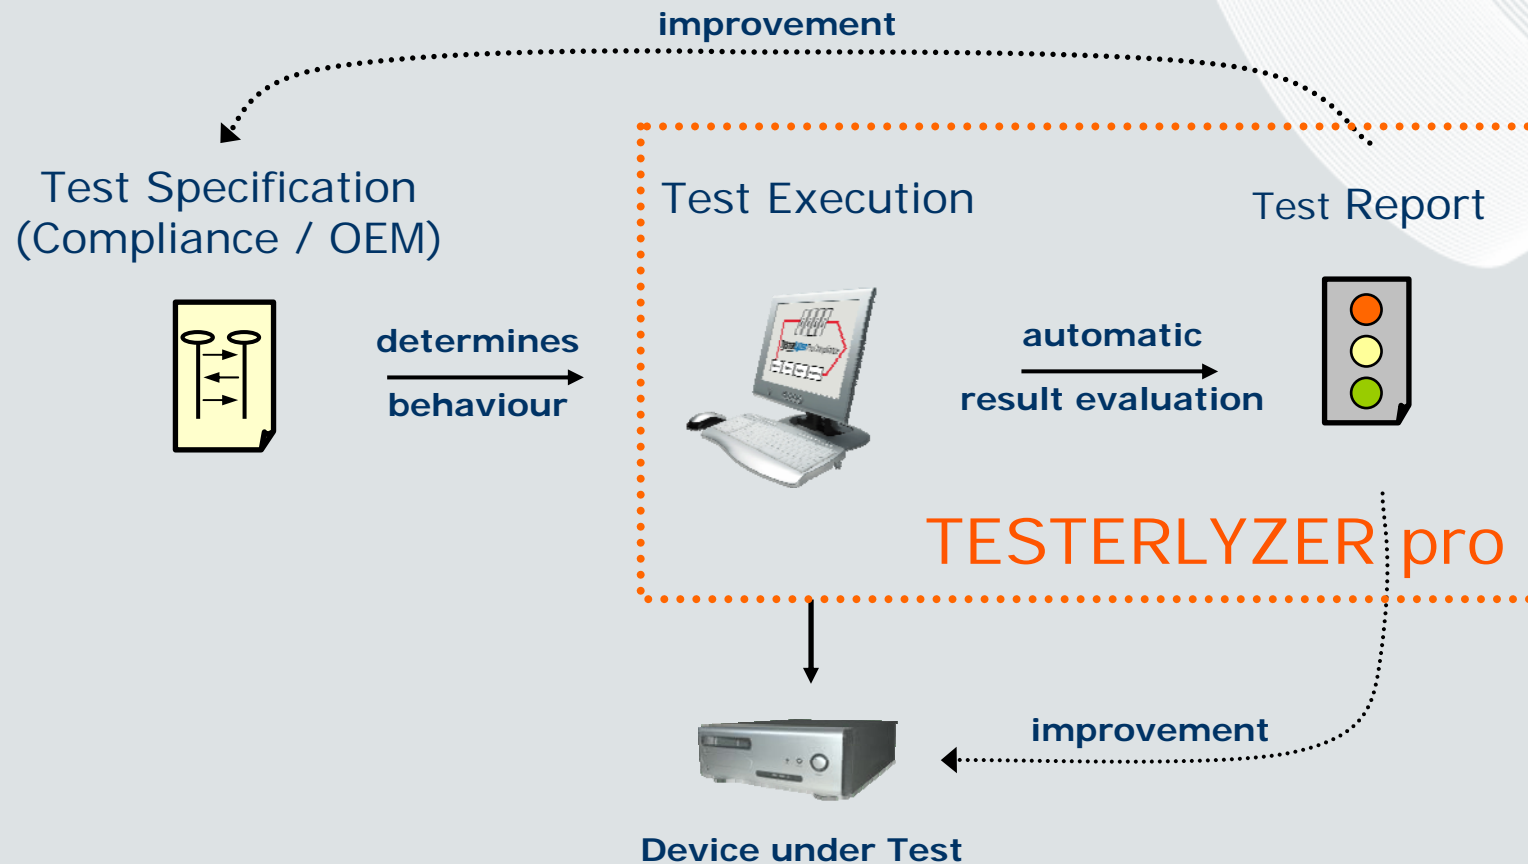 improvement
Test Specification
(Compliance / OEM)
Test Execution
Test Report
determines
behaviour
automatic
result evaluation
TESTERLYZER pro
improvement
Device under Test